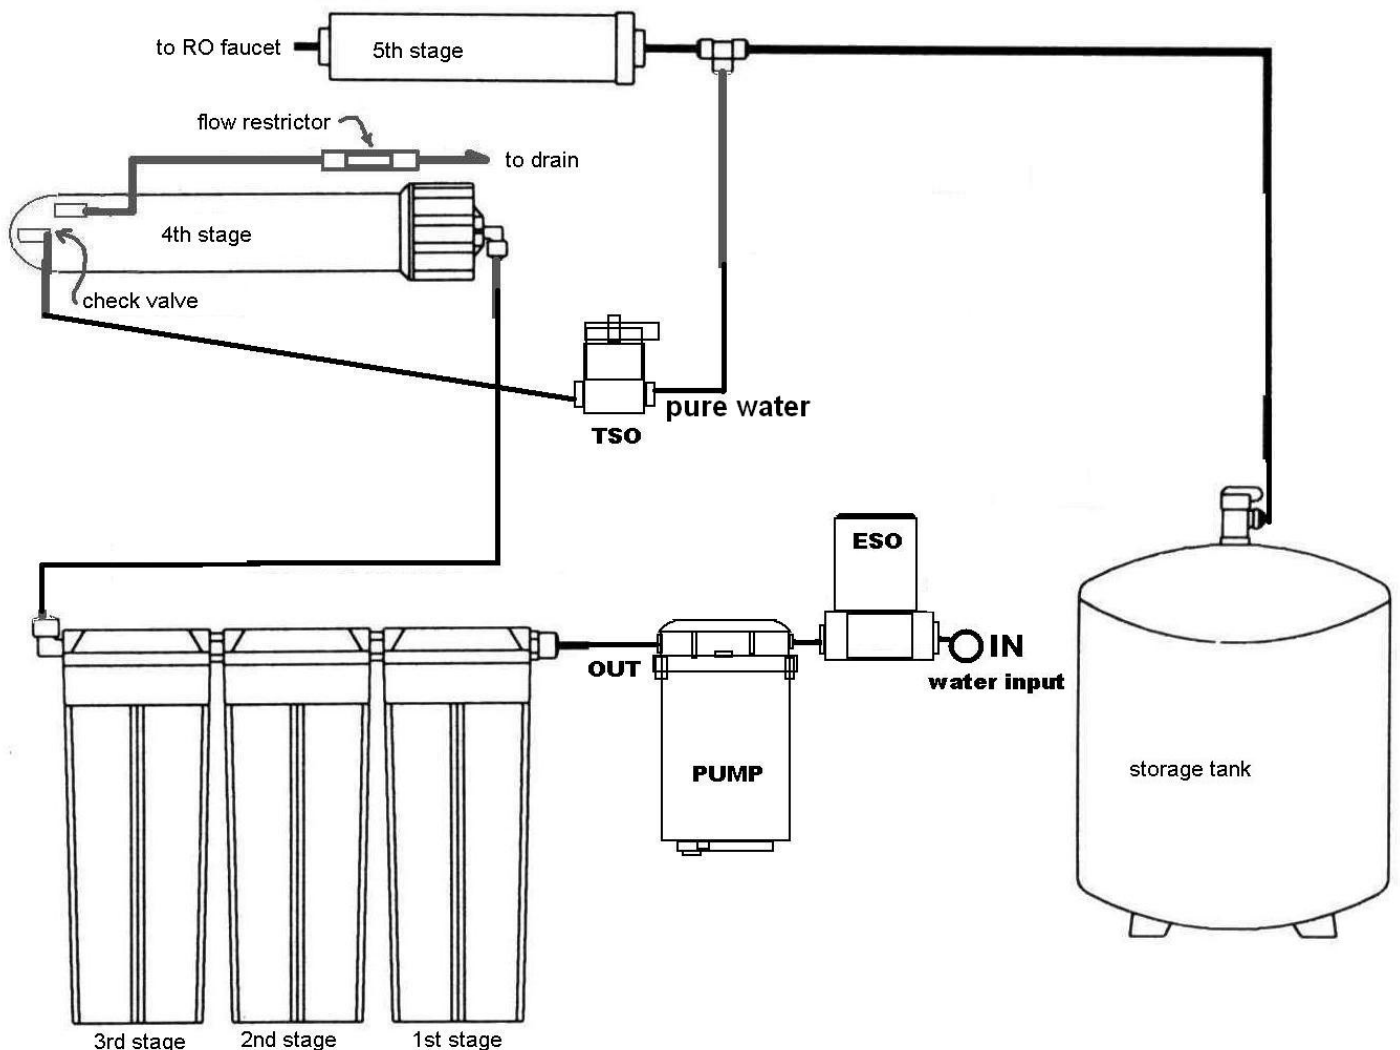 to RO faucet
5th stage
flow restrictor
to drain
4th stage
check valve
pure water
TSO
ESO
IN
OUT
water input
PUMP
storage tank
3rd stage
2nd stage
1st stage